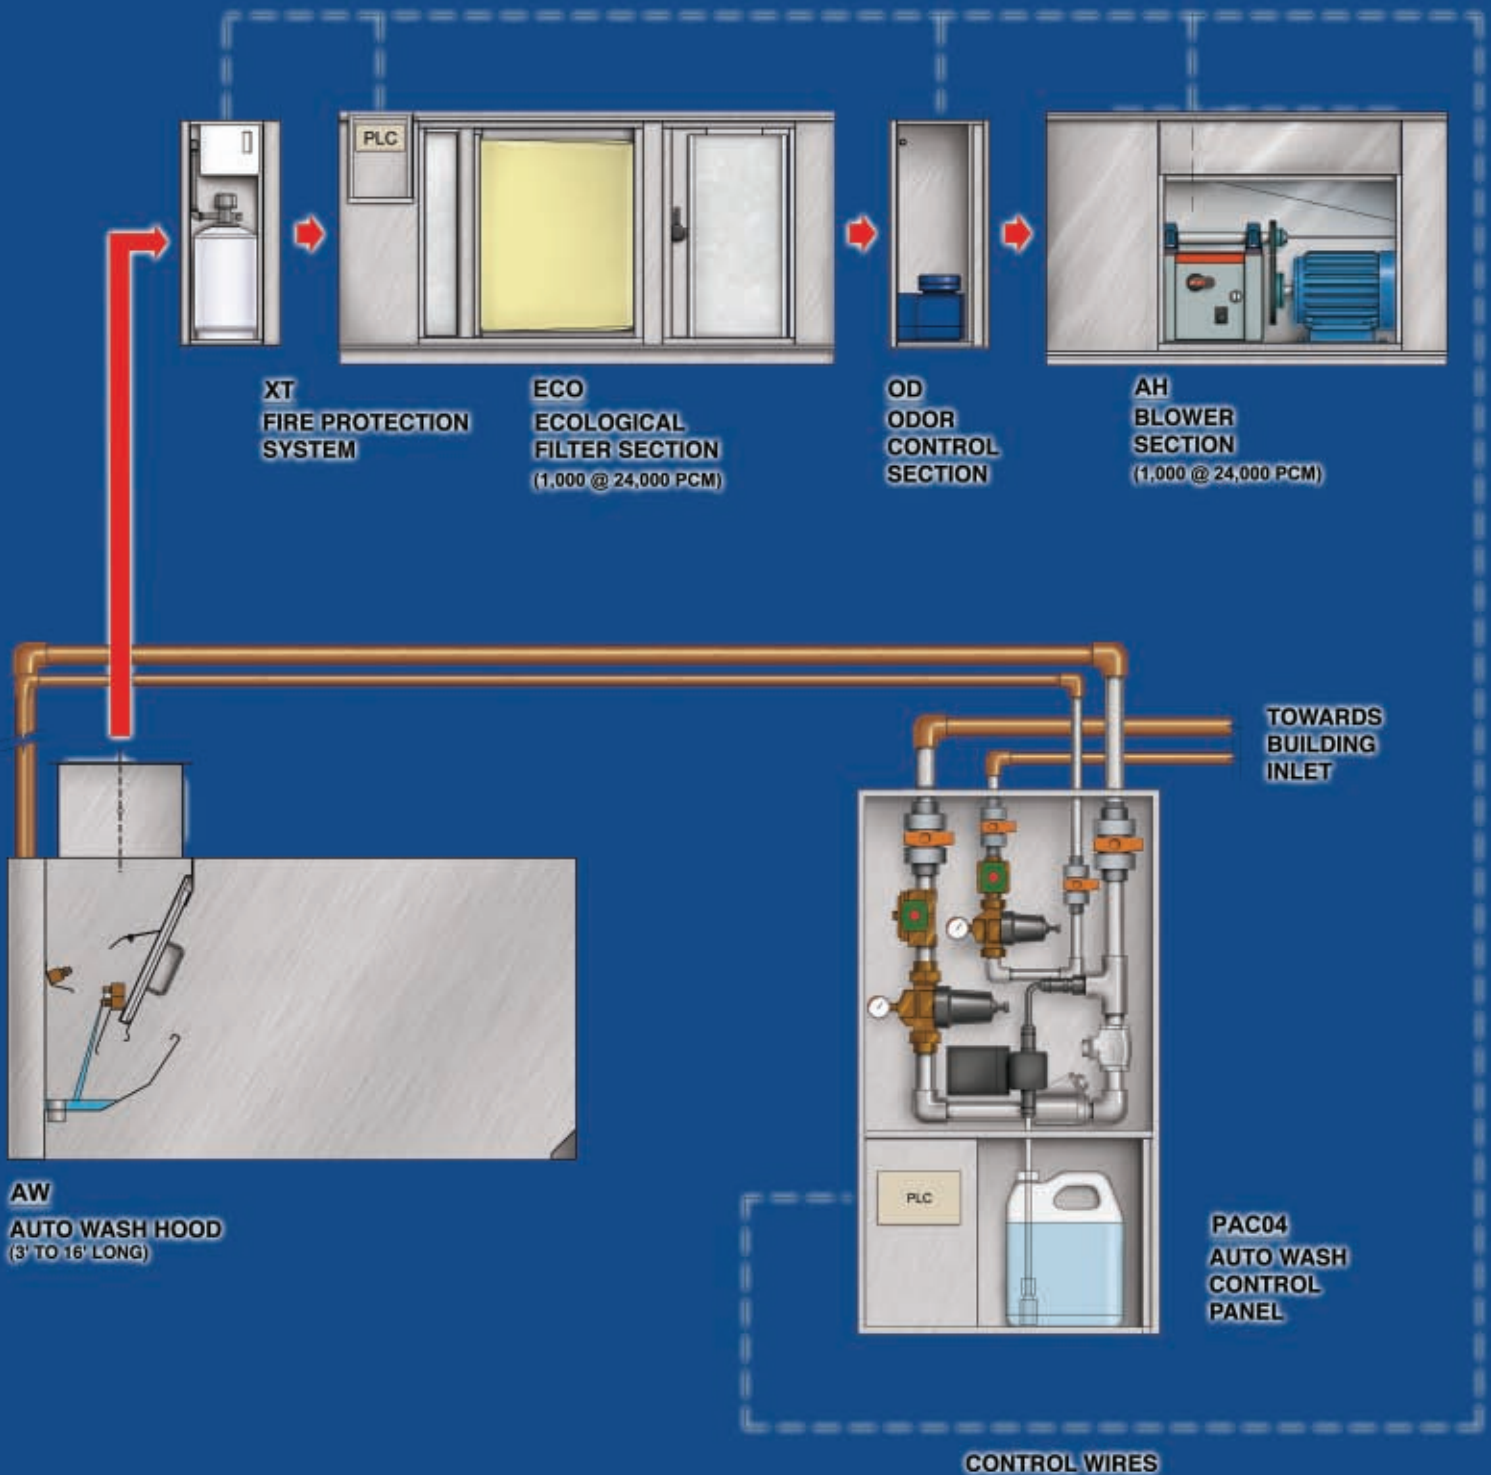 PLC
XT
FIRE PROTECTION
SYSTEM
ECO
ECOLOGICAL
FILTER SECTION
(1,000 @ 24,000 PCM)
OD
ODOR
CONTROL
SECTION
AH
BLOWER
SECTION
(1,000 @ 24,000 PCM)
TOWARDS
BUILDING
INLET
AW
AUTO WASH HOOD
(3' TO 16' LONG)
PLC
PAC04
AUTO WASH
CONTROL
PANEL
CONTROL WIRES